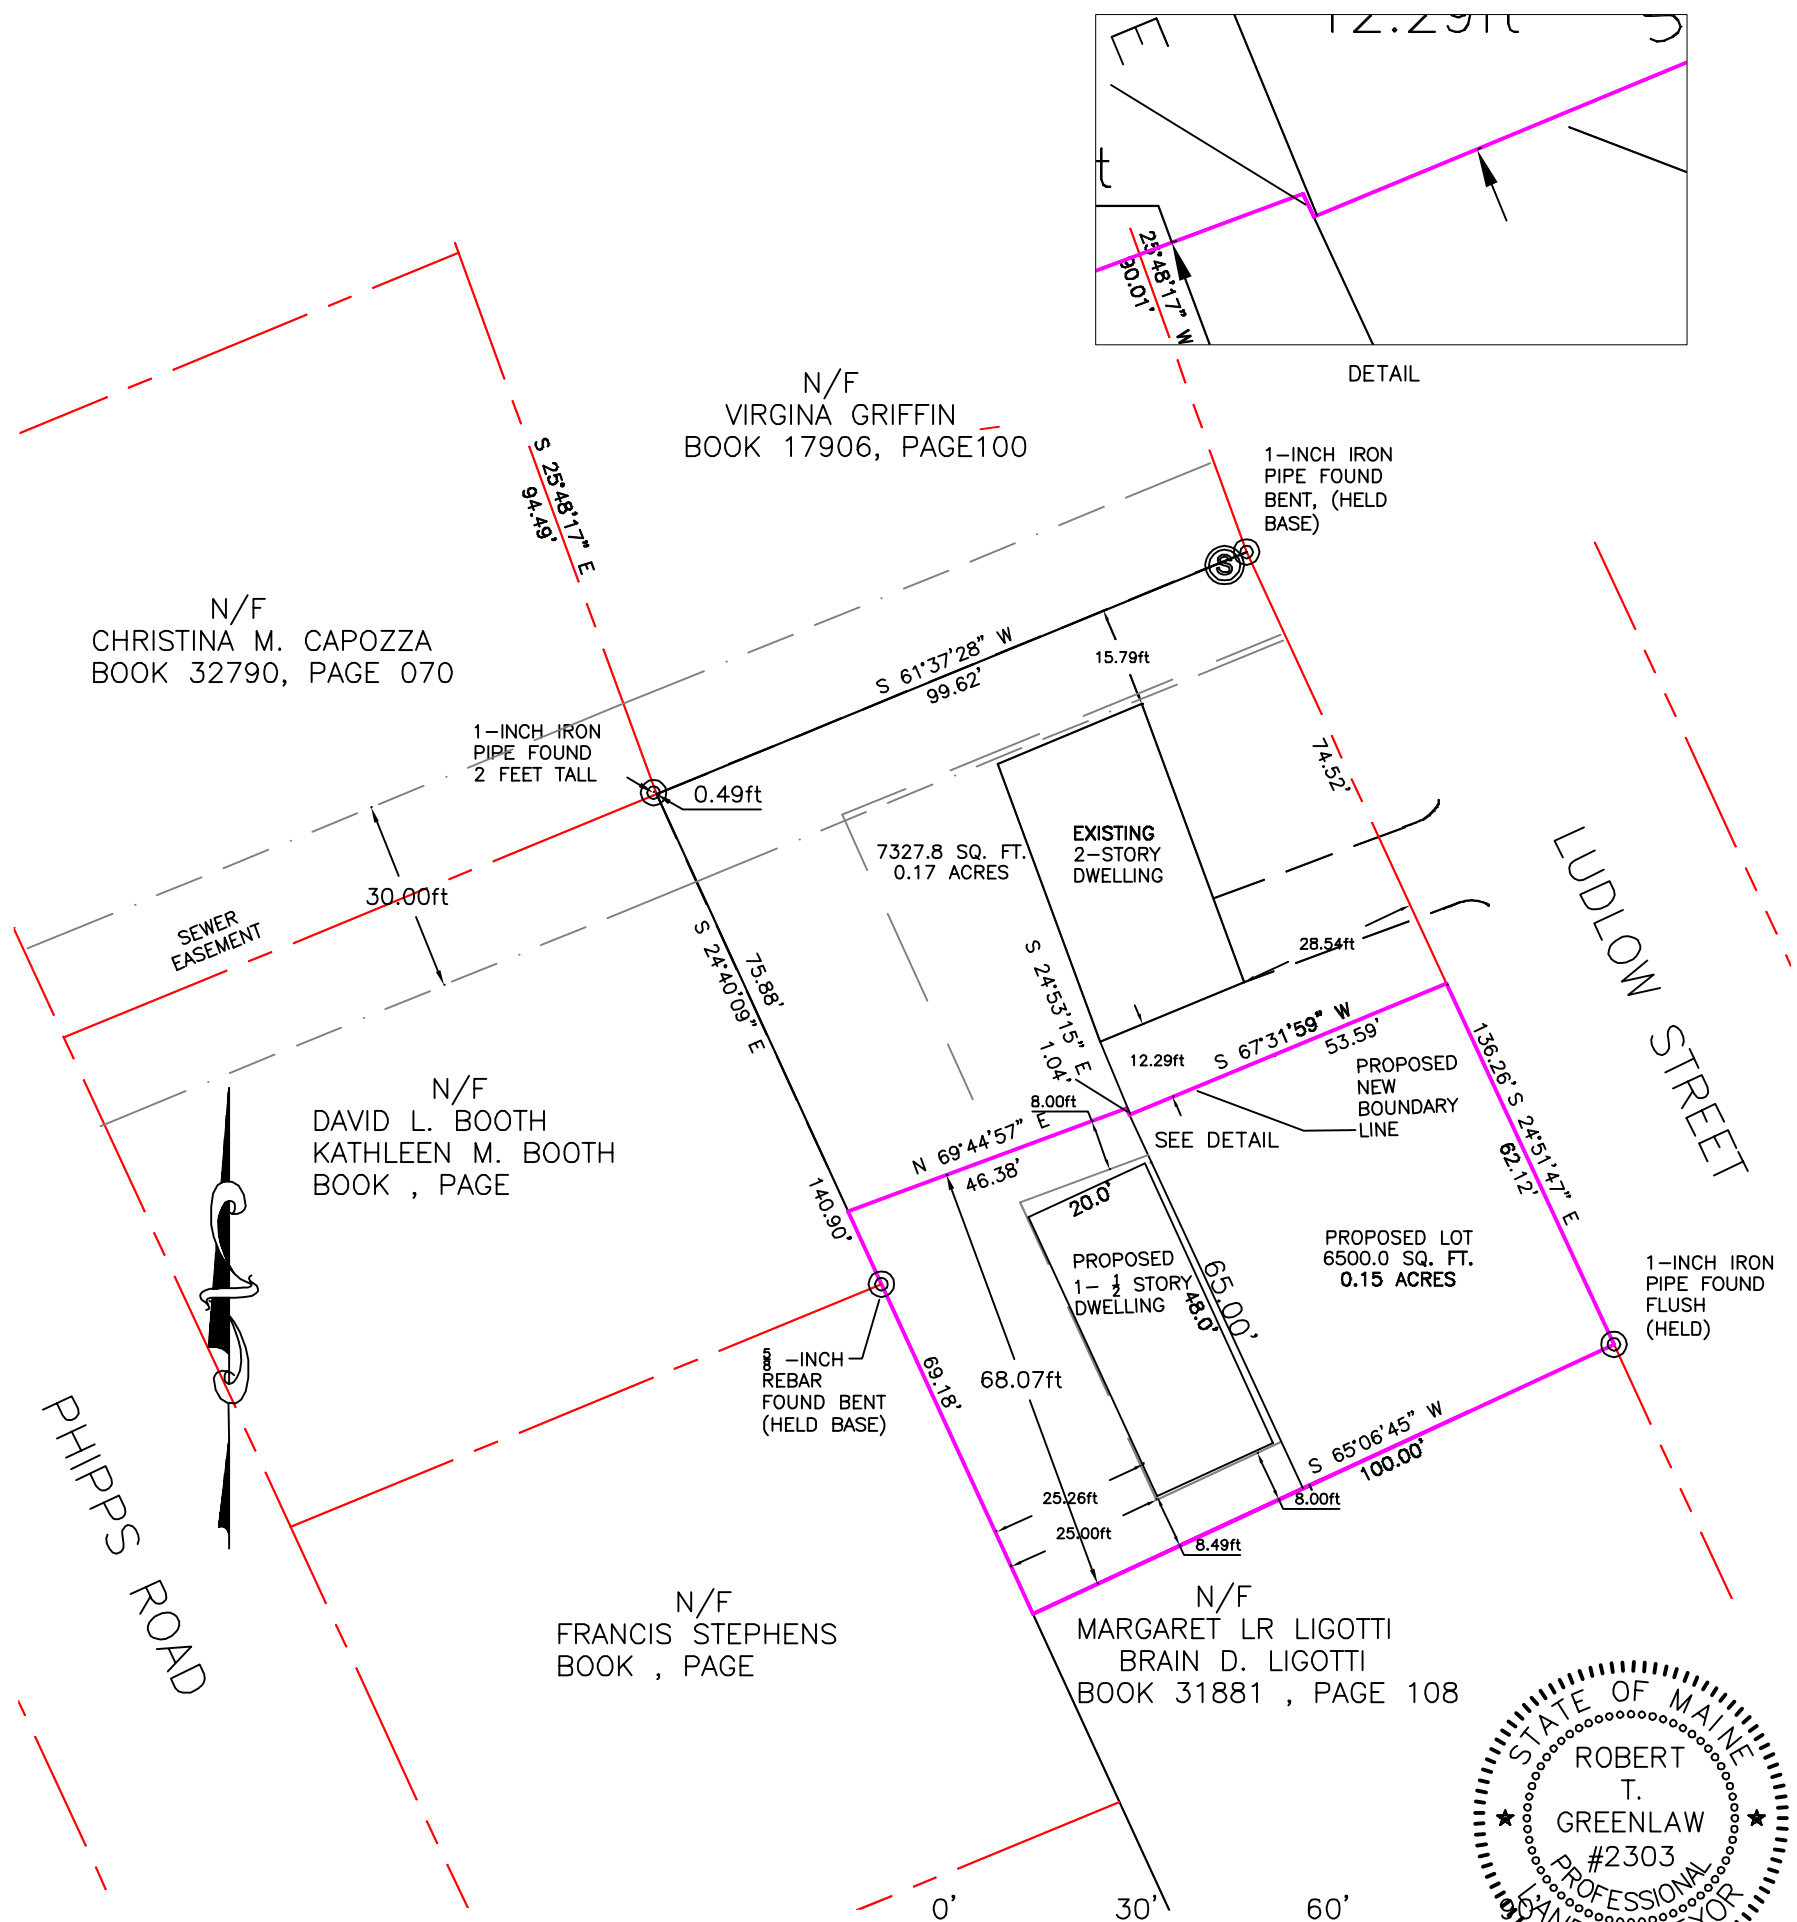 12.29ft S
E
t
25°48'17" W
90.01'
DETAIL
N/F
VIRGINA GRIFFIN
BOOK 17906, PAGE100
1-INCH IRON
PIPE FOUND
BENT, (HELD
BASE)
S 25°48'17" E
94.49'
S
N/F
CHRISTINA M. CAPOZZA
BOOK 32790, PAGE 070
S 61°37'28" W
99.62'
15.79ft
1-INCH IRON
PIPE FOUND
2 FEET TALL
0.49ft
74.52'
7327.8 SQ. FT.
0.17 ACRES
EXISTING
2-STORY
DWELLING
LUDLOW STREET
30.00ft
SEWER
EASEMENT
S 24°40'09" E
75.88'
S 24°53'15" E
1.04'
28.54ft
12.29ft
S 67°31'59" W
53.59'
136.26' S 24°51'47" E
62.12'
PROPOSED
NEW
BOUNDARY
LINE
N/F
DAVID L. BOOTH
KATHLEEN M. BOOTH
BOOK , PAGE
8.00ft
SEE DETAIL
N 69°44'57" E
46.38'
140.90'
20.0'
PROPOSED
1- 1/2 STORY
DWELLING
48.0'
65.00'
PROPOSED LOT
6500.0 SQ. FT.
0.15 ACRES
1-INCH IRON
PIPE FOUND
FLUSH
(HELD)
5/8 -INCH
REBAR
FOUND BENT
(HELD BASE)
69.18'
68.07ft
S 65°06'45" W
100.00'
25.26ft
25.00ft
8.00ft
8.49ft
PHIPPS ROAD
N/F
FRANCIS STEPHENS
BOOK , PAGE
N/F
MARGARET LR LIGOTTI
BRAIN D. LIGOTTI
BOOK 31881 , PAGE 108
STATE OF MAINE
ROBERT
T.
GREENLAW
#2303
PROFESSIONAL
0' 30' 60'